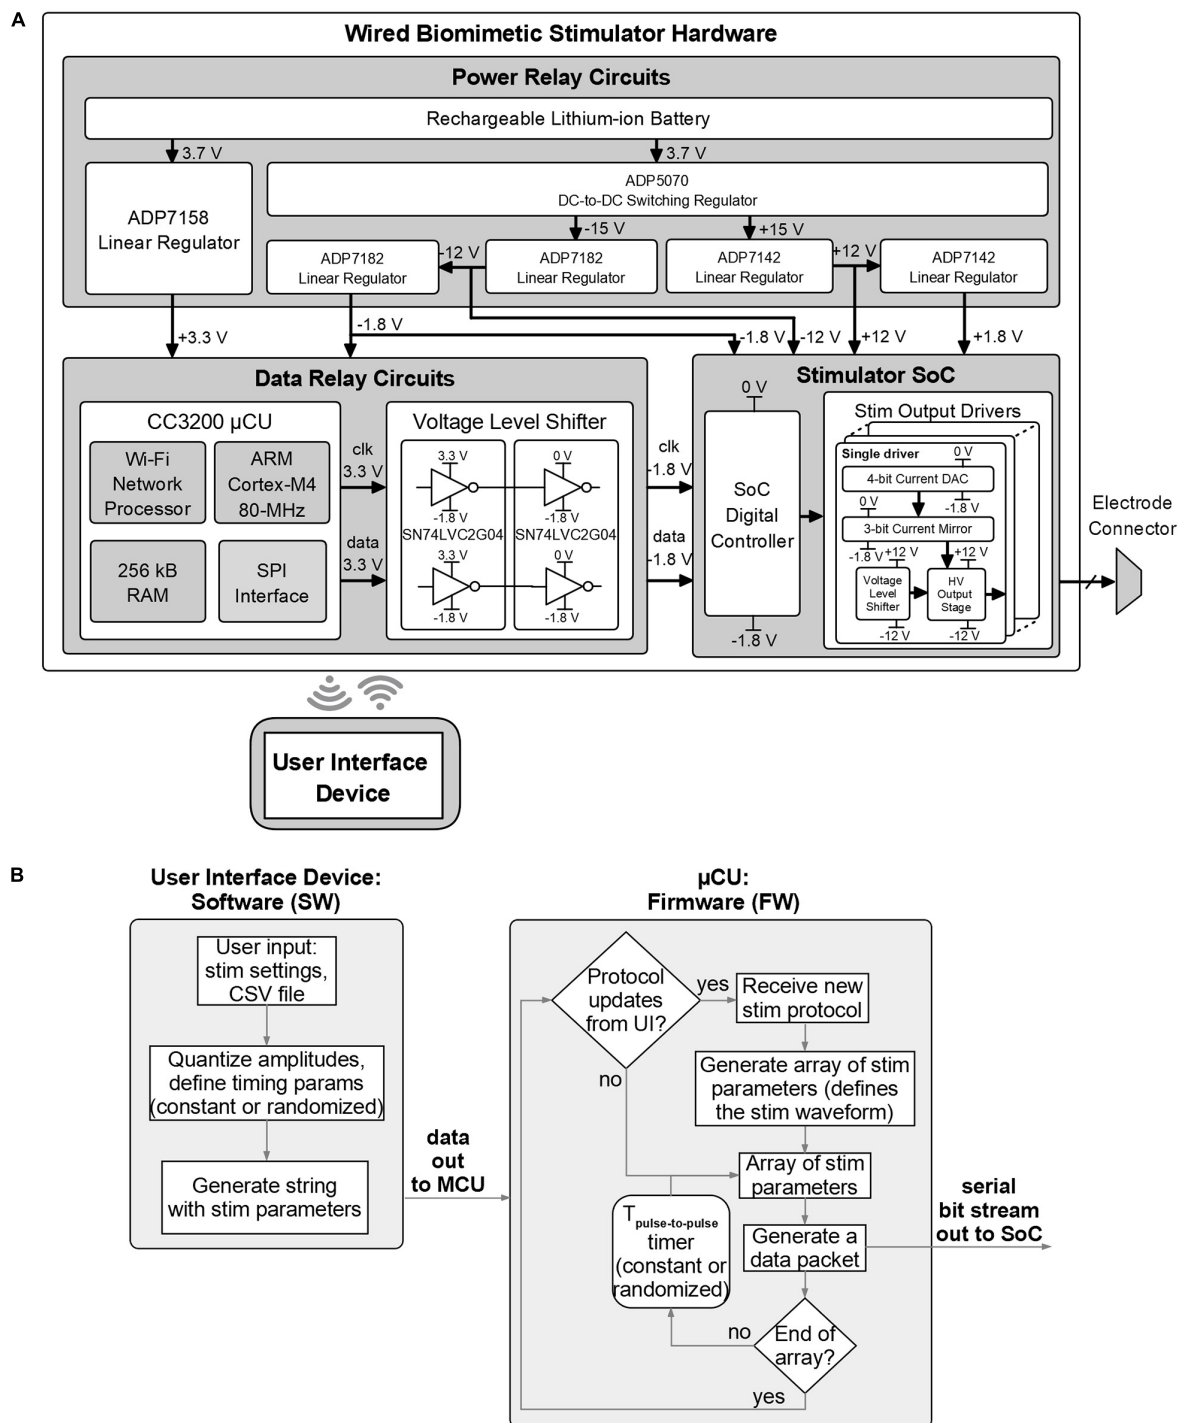 A
Wired Biomimetic Stimulator Hardware
Power Relay Circuits
Rechargeable Lithium-ion Battery
3.7 V
3.7 V
ADP7158
Linear Regulator
ADP5070
DC-to-DC Switching Regulator
-15 V
+15 V
ADP7182
Linear Regulator
-12 V
ADP7182
Linear Regulator
ADP7142
Linear Regulator
+12 V
ADP7142
Linear Regulator
+3.3 V
-1.8 V
-1.8 V
-12 V
+12 V
+1.8 V
Data Relay Circuits
CC3200 µCU
Wi-Fi
Network
Processor
ARM
Cortex-M4
80-MHz
256 kB
RAM
SPI
Interface
clk
3.3 V
data
3.3 V
Voltage Level Shifter
3.3 V
0 V
-1.8 V
-1.8 V
SN74LVC2G04
SN74LVC2G04
3.3 V
0 V
-1.8 V
-1.8 V
clk
-1.8 V
data
-1.8 V
Stimulator SoC
0 V
SoC
Digital
Controller
-1.8 V
Stim Output Drivers
Single driver
0 V
4-bit Current DAC
0 V
-1.8 V
3-bit Current Mirror
-1.8 V
+12 V
+12 V
Voltage
Level
Shifter
HV
Output
Stage
-12 V
-12 V
Electrode
Connector
User Interface
Device
B
User Interface Device:
Software (SW)
User input:
stim settings,
CSV file
Quantize amplitudes,
define timing params
(constant or randomized)
Generate string
with stim parameters
data
out
to MCU
µCU:
Firmware (FW)
Protocol
updates
from UI?
yes
no
Receive new
stim protocol
Generate array of stim
parameters (defines
the stim waveform)
Array of stim
parameters
Tpulse-to-pulse
timer
(constant or
randomized)
Generate a
data packet
serial
bit stream
out to SoC
no
End of
array?
yes